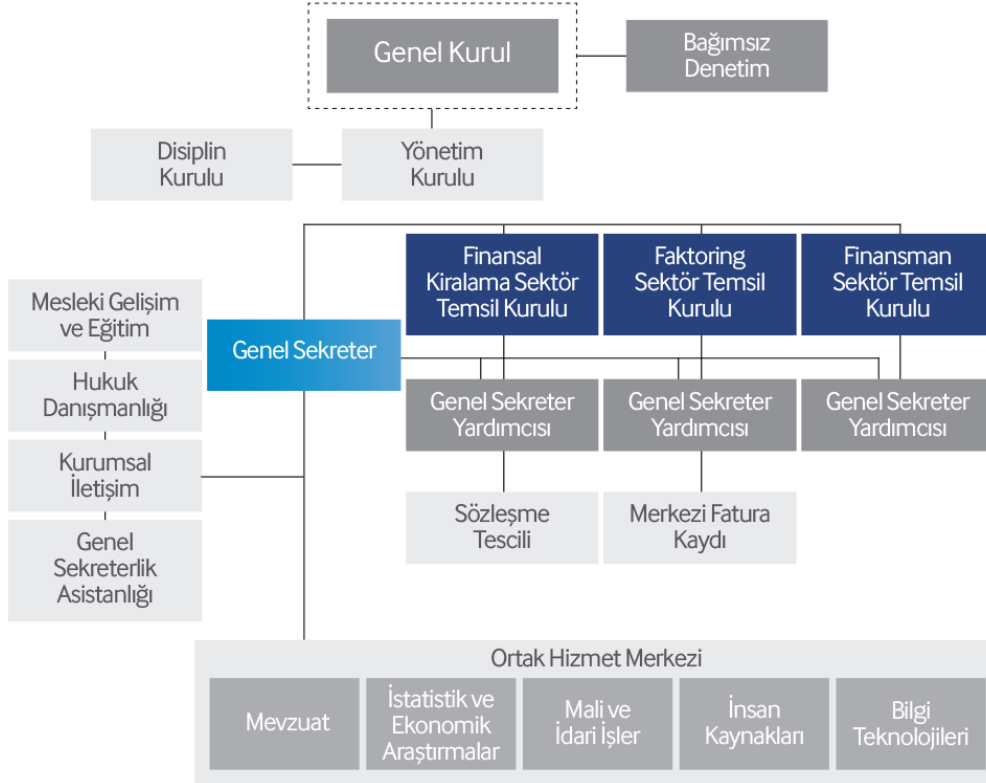 Genel Kurul
Bağımsız
Denetim
Disiplin
Kurulu
Yönetim
Kurulu
Finansal
Kiralama Sektör
Temsil Kurulu
Faktoring
Sektör Temsil
Kurulu
Finansman
Sektör Temsil
Kurulu
Mesleki Gelişim
ve Eğitim
Genel Sekreter
Hukuk
Danışmanlığı
Genel Sekreter
Yardımcısı
Genel Sekreter
Yardımcısı
Genel Sekreter
Yardımcısı
Kurumsal
İletişim
Sözleşme
Tescili
Merkezi Fatura
Kaydı
Genel
Sekreterlik
Asistanlığı
Ortak Hizmet Merkezi
Mevzuat
İstatistik ve
Ekonomik
Araştırmalar
Mali ve
İdari İşler
İnsan
Kaynakları
Bilgi
Teknolojileri